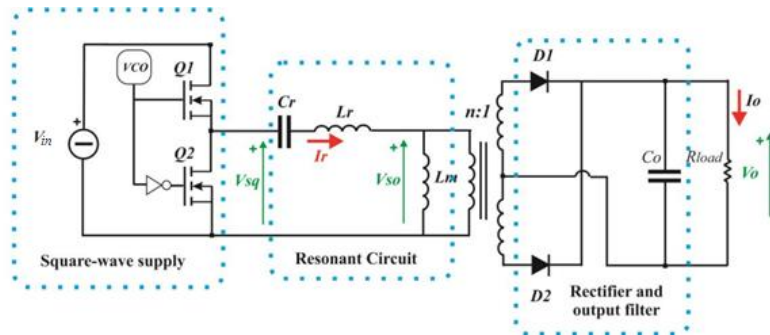 VCO
Q1
Vin
+
Q2
Vsq
+
Cr
Lr
Ir
Vso
+
Lm
n:1
D1
D2
Co
Rload
Io
Vo
+
Square-wave supply
Resonant Circuit
Rectifier and
output filter